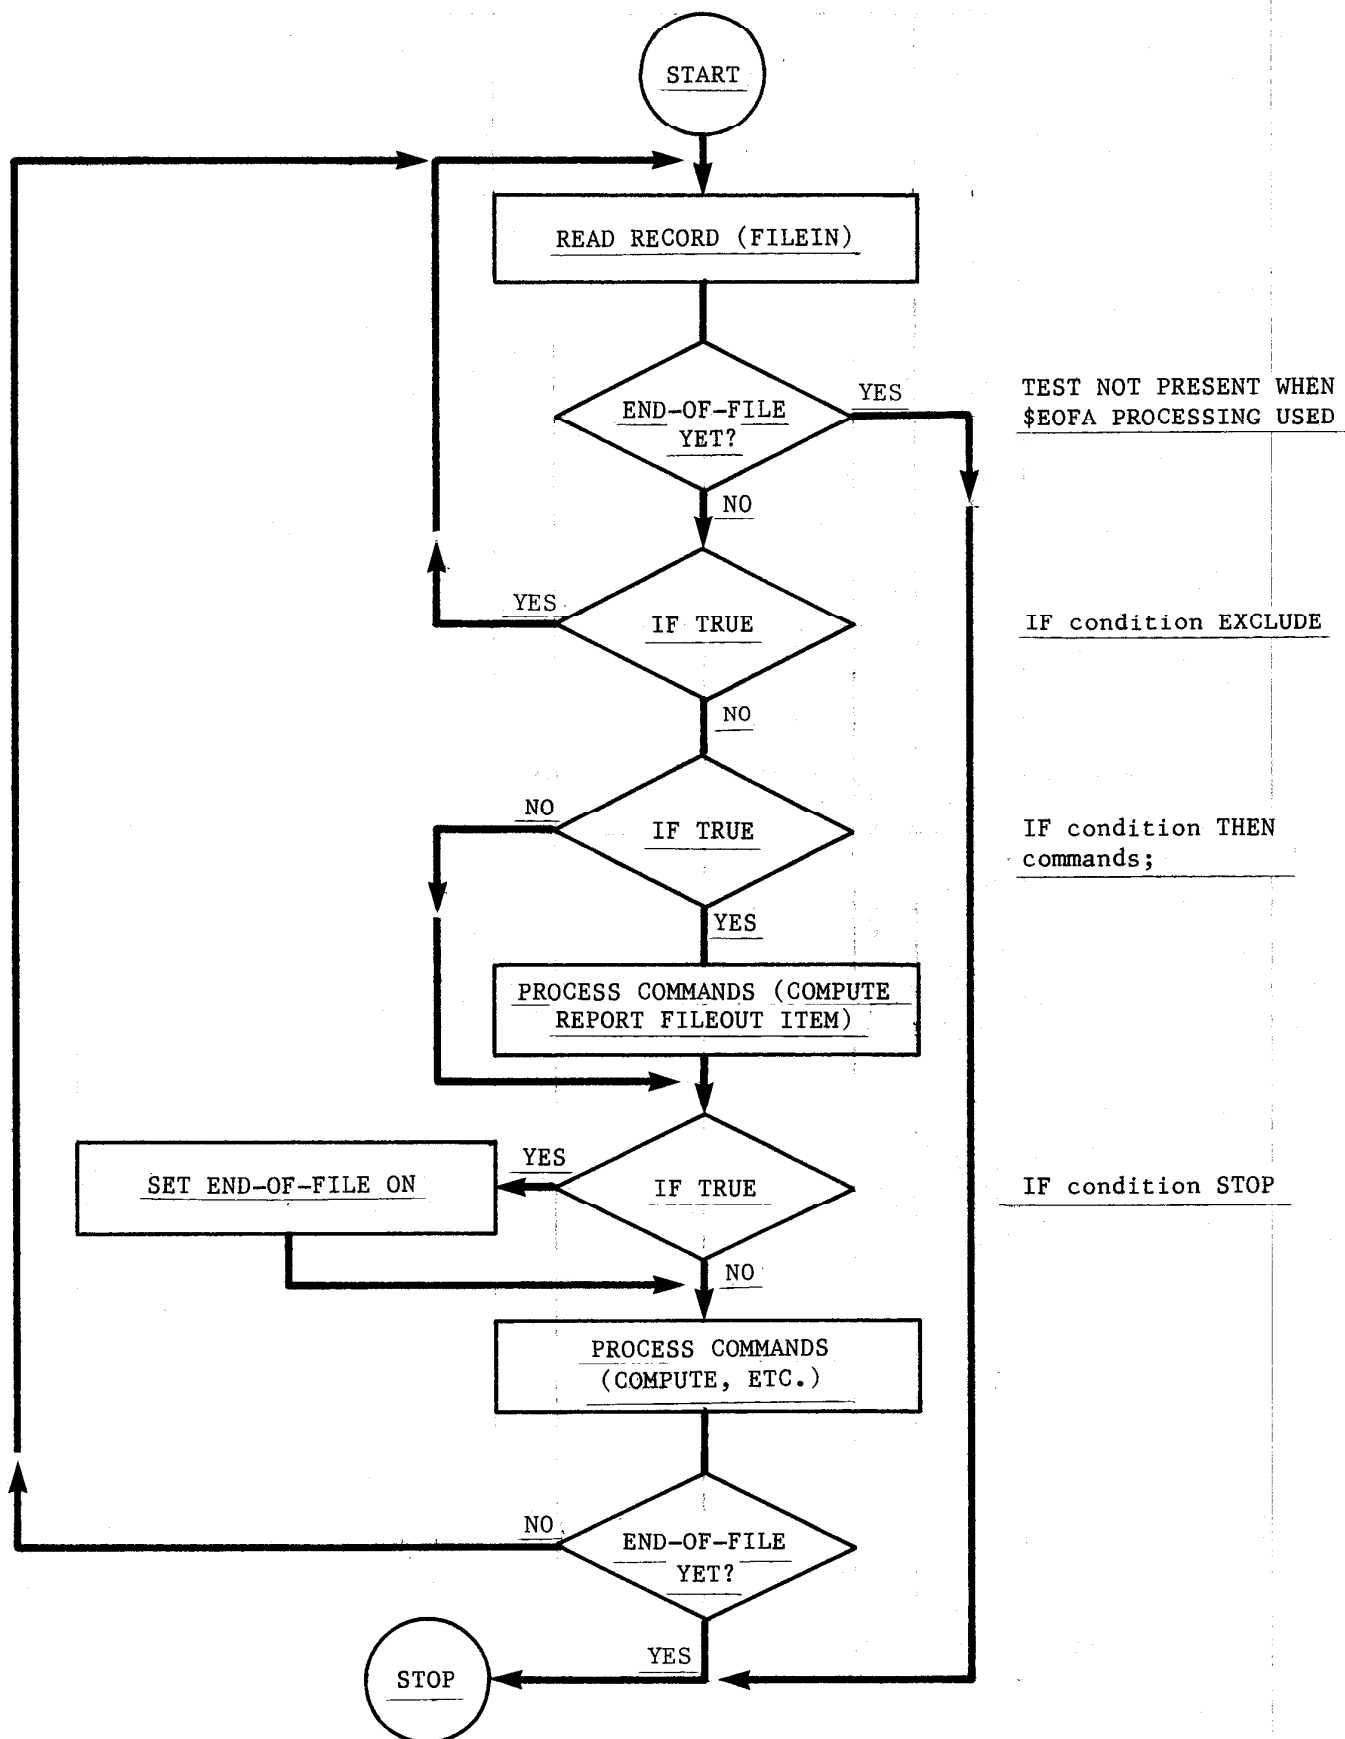 START
READ RECORD (FILEIN)
END-OF-FILE
YET?
YES
TEST NOT PRESENT WHEN
$EOFA PROCESSING USED
NO
YES
IF TRUE
IF condition EXCLUDE
NO
NO
IF TRUE
IF condition THEN
commands;
YES
PROCESS COMMANDS (COMPUTE
REPORT FILEOUT ITEM)
SET END-OF-FILE ON
YES
IF TRUE
IF condition STOP
NO
PROCESS COMMANDS
(COMPUTE, ETC.)
NO
END-OF-FILE
YET?
YES
STOP